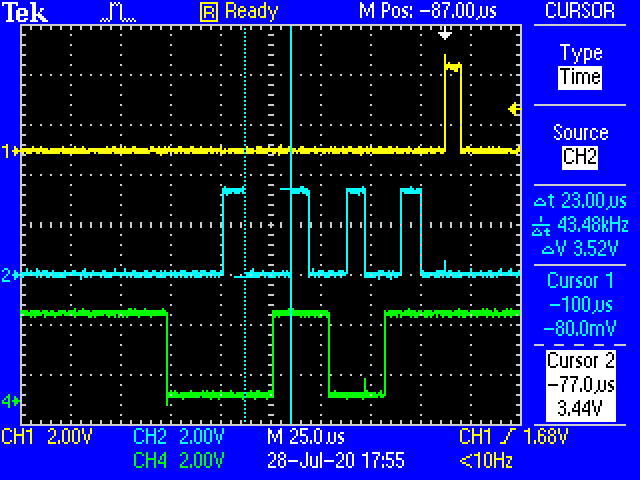 Tek
R Ready
M Pos: -87.00µs
CURSOR
Type
Time
Source
CH2
Δt 23.00µs
1/Δt 43.48kHz
ΔV 3.52V
Cursor 1
-100µs
-80.0mV
Cursor 2
-77.0µs
3.44V
1
2
4
CH1 2.00V
CH2 2.00V
M 25.0µs
CH1 / 1.68V
CH4 2.00V
28-Jul-20 17:55
<10Hz